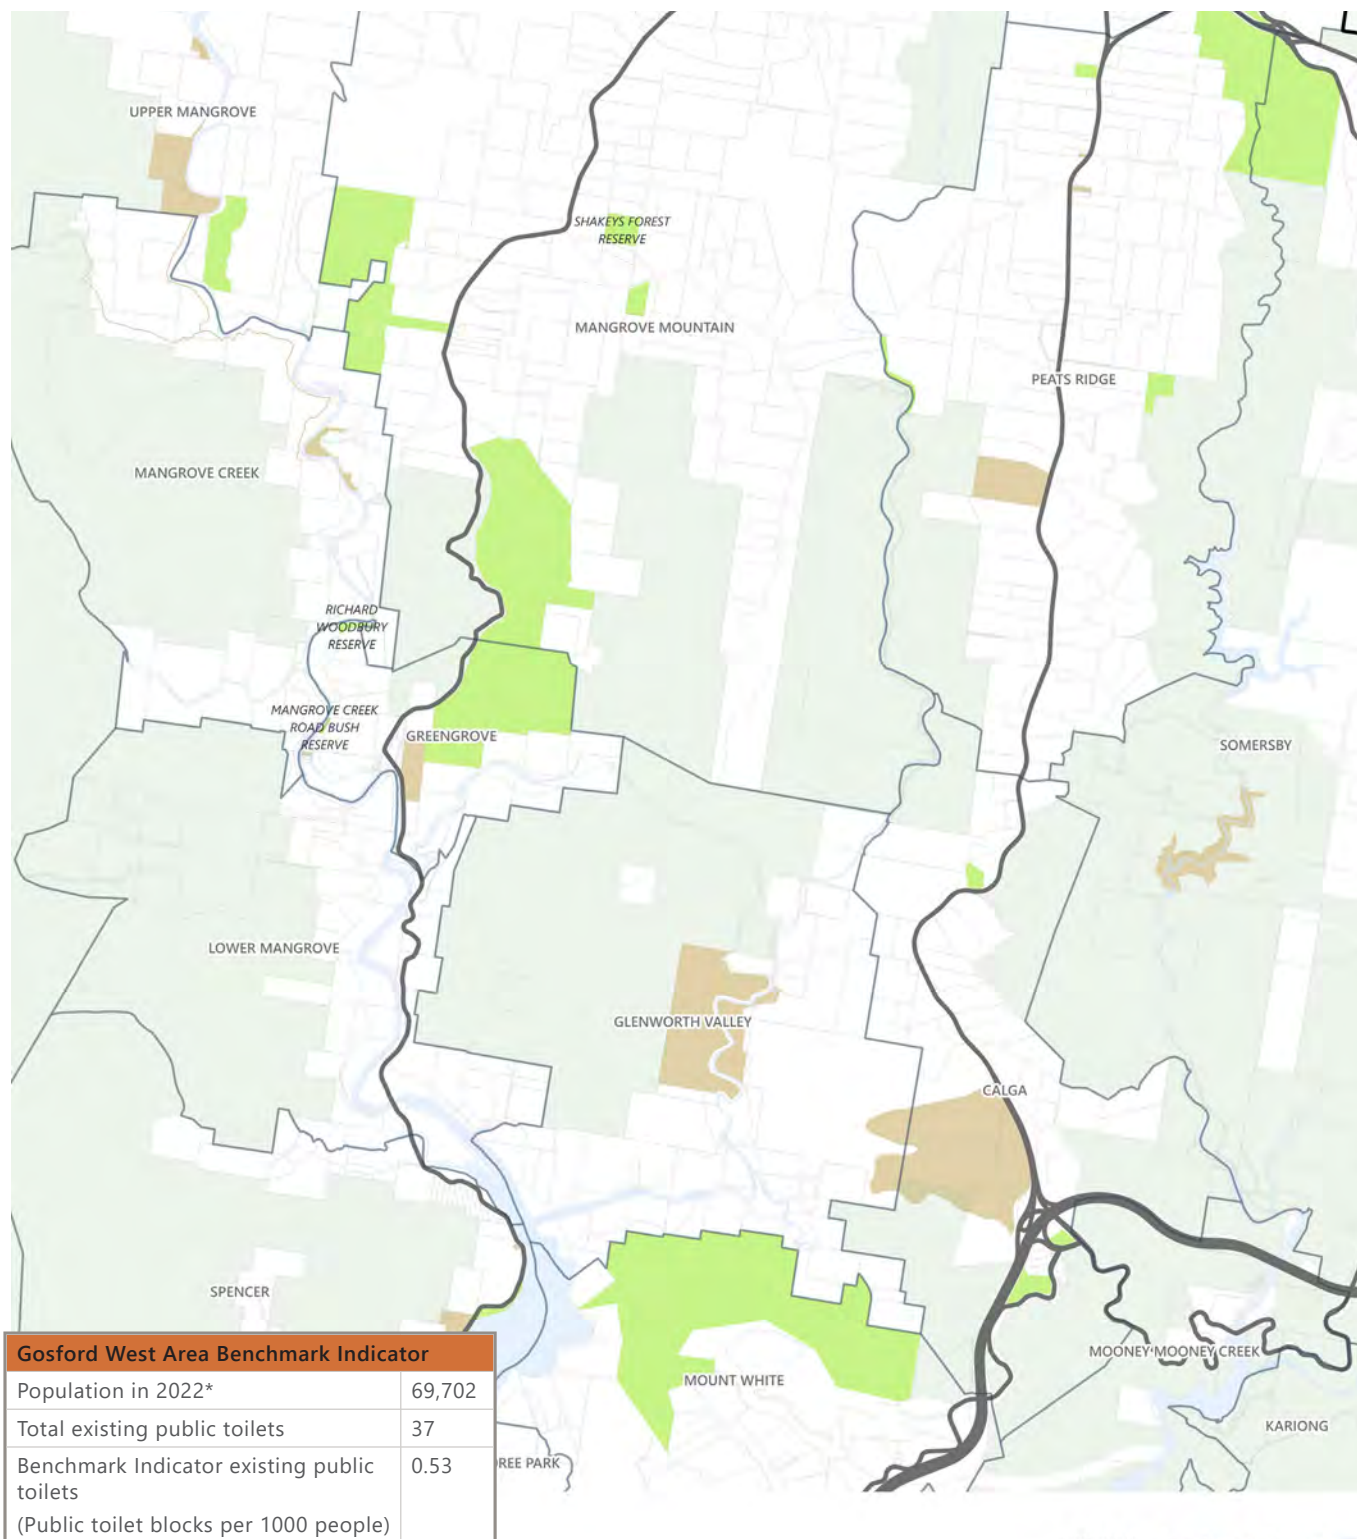 UPPER MANGROVE
SHAKEYS FOREST
RESERVE
MANGROVE MOUNTAIN
PEATS RIDGE
MANGROVE CREEK
RICHARD
WOODBURY
RESERVE
MANGROVE CREEK
ROAD BUSH
RESERVE
GREENGROVE
SOMERSBY
LOWER MANGROVE
GLENWORTH VALLEY
CALGA
SPENCER
MOONEY MOONEY CREEK
MOUNT WHITE
KARIONG
REE PARK
Gosford West Area Benchmark Indicator
Population in 2022* 69,702
Total existing public toilets 37
Benchmark Indicator existing public 0.53
toilets
(Public toilet blocks per 1000 people)